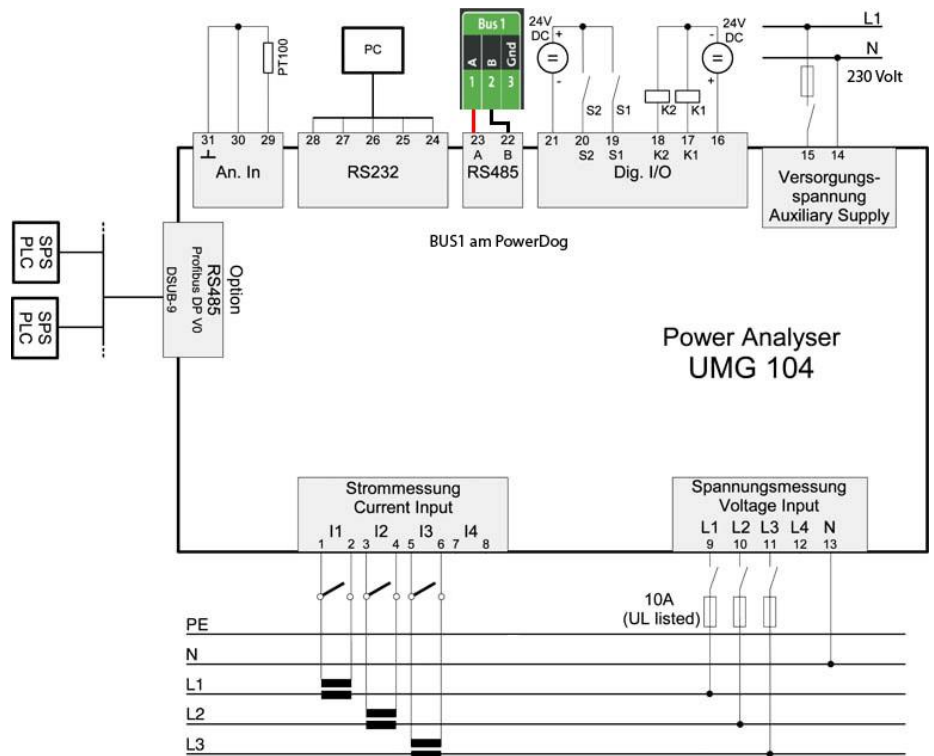 Bus 1
A B Gnd
1 2 3
24V
DC
+
=
-
24V
DC
-
=
+
L1
N
230 Volt
PT100
PC
S2 S1
K2 K1
31 30 29
An. In
28 27 26 25 24
RS232
23 22
A B
RS485
21 20 19 18 17 16
S2 S1 K2 K1
Dig. I/O
15 14
Versorgungs-
spannung
Auxiliary Supply
BUS1 am PowerDog
SPS
PLC
SPS
PLC
Option
RS485
Profibus DP V0
DSUB-9
Power Analyser
UMG 104
Strommessung
Current Input
I1 I2 I3 I4
1 2 3 4 5 6 7 8
Spannungsmessung
Voltage Input
L1 L2 L3 L4 N
9 10 11 12 13
10A
(UL listed)
PE
N
L1
L2
L3